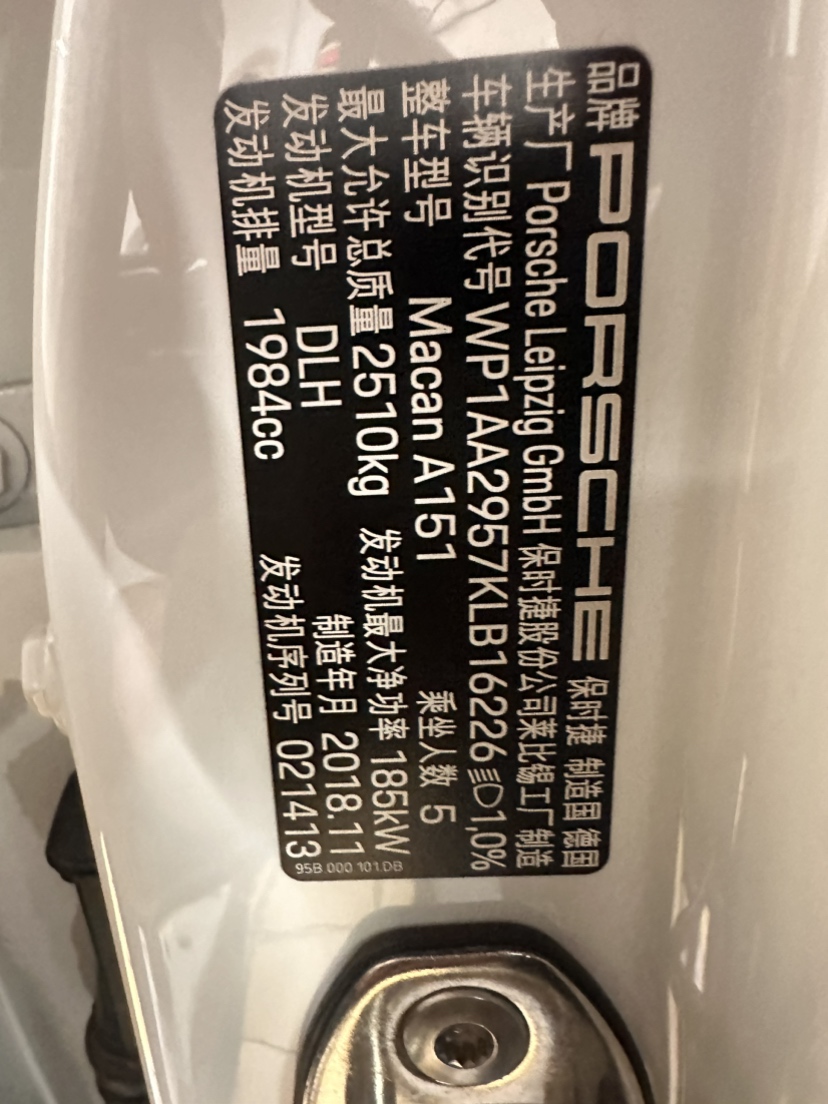 品牌 PORSCHE 保时捷 制造国 德国
生产厂 Porsche Leipzig GmbH 保时捷股份公司莱比锡工厂制造
车辆识别代号 WP1AA2957KLB16226 1,0%
整车型号 Macan A151 乘坐人数 5
最大允许总质量 2510kg 发动机最大净功率 185kW
发动机型号 DLH 制造年月 2018.11
发动机排量 1984cc 发动机序列号 021413
95B 000 101.DB